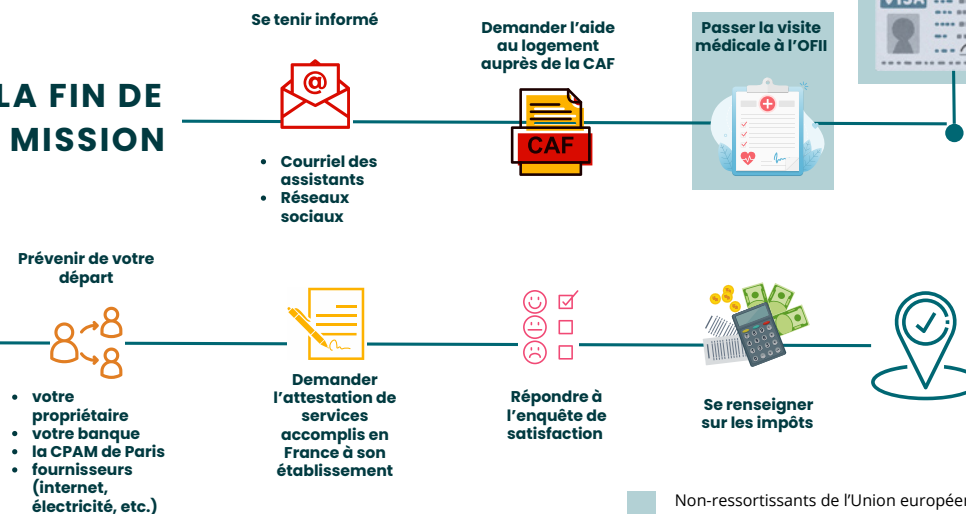 Se tenir informé
Demander l’aide
au logement
auprès de la CAF
Passer la visite
médicale à l’OFII
VISA
LA FIN DE
MISSION
@
CAF
• Courriel des
assistants
• Réseaux
sociaux
Prévenir de votre
départ
• votre
propriétaire
• votre banque
• la CPAM de Paris
• fournisseurs
(internet,
électricité, etc.)
Demander
l’attestation de
services
accomplis en
France à son
établissement
Répondre à
l’enquête de
satisfaction
Se renseigner
sur les impôts
Non-ressortissants de l’Union européen